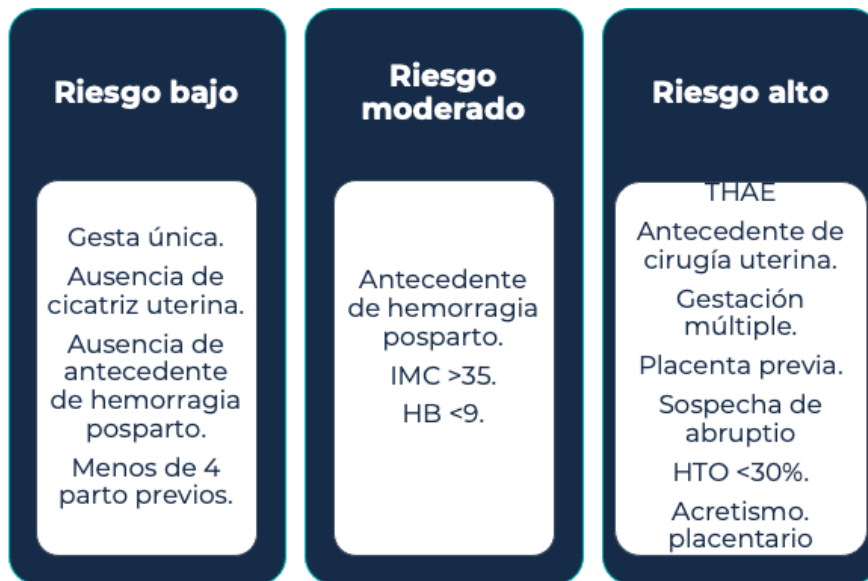 Riesgo bajo
Gesta única.
Ausencia de
cicatriz uterina.
Ausencia de
antecedente
de hemorragia
posparto.
Menos de 4
parto previos.
Riesgo
moderado
Antecedente
de hemorragia
posparto.
IMC >35.
HB <9.
Riesgo alto
THAE
Antecedente de
cirugía uterina.
Gestación
múltiple.
Placenta previa.
Sospecha de
abruptio
HTO <30%.
Acretismo.
placentario